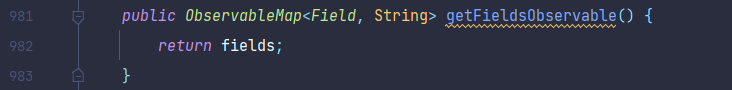 981 public ObservableMap<Field, String> getFieldsObservable() {
982 return fields;
983 }